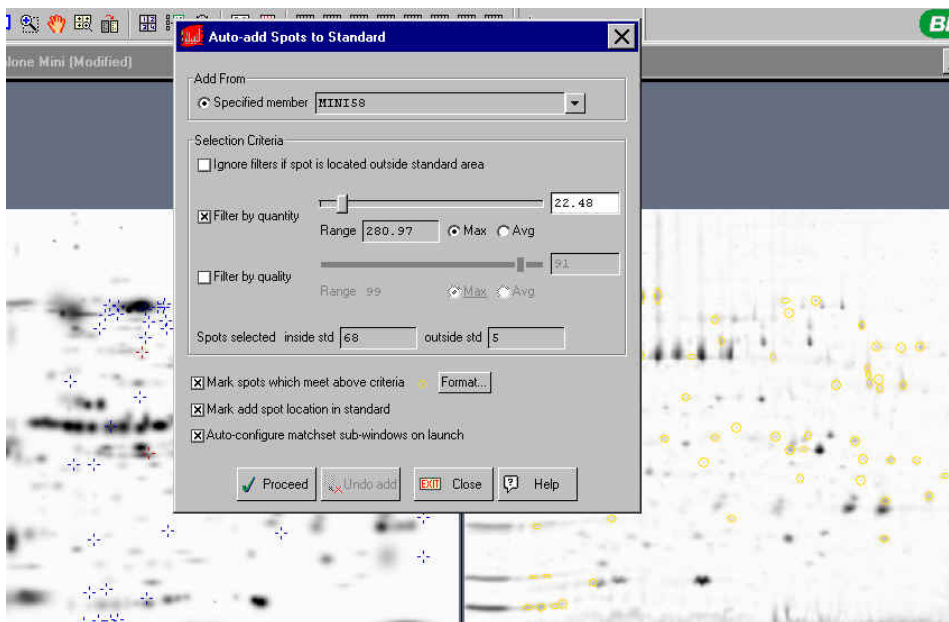 Auto-add Spots to Standard
lone Mini (Modified)
Add From
Specified member MINI58
Selection Criteria
Ignore filters if spot is located outside standard area
Filter by quantity 22.48
Range 280.97 Max Avg
Filter by quality 91
Range 99 Max Avg
Spots selected inside std 68 outside std 5
Mark spots which meet above criteria Format...
Mark add spot location in standard
Auto-configure matchset sub-windows on launch
Proceed Undo add EXIT Close ? Help